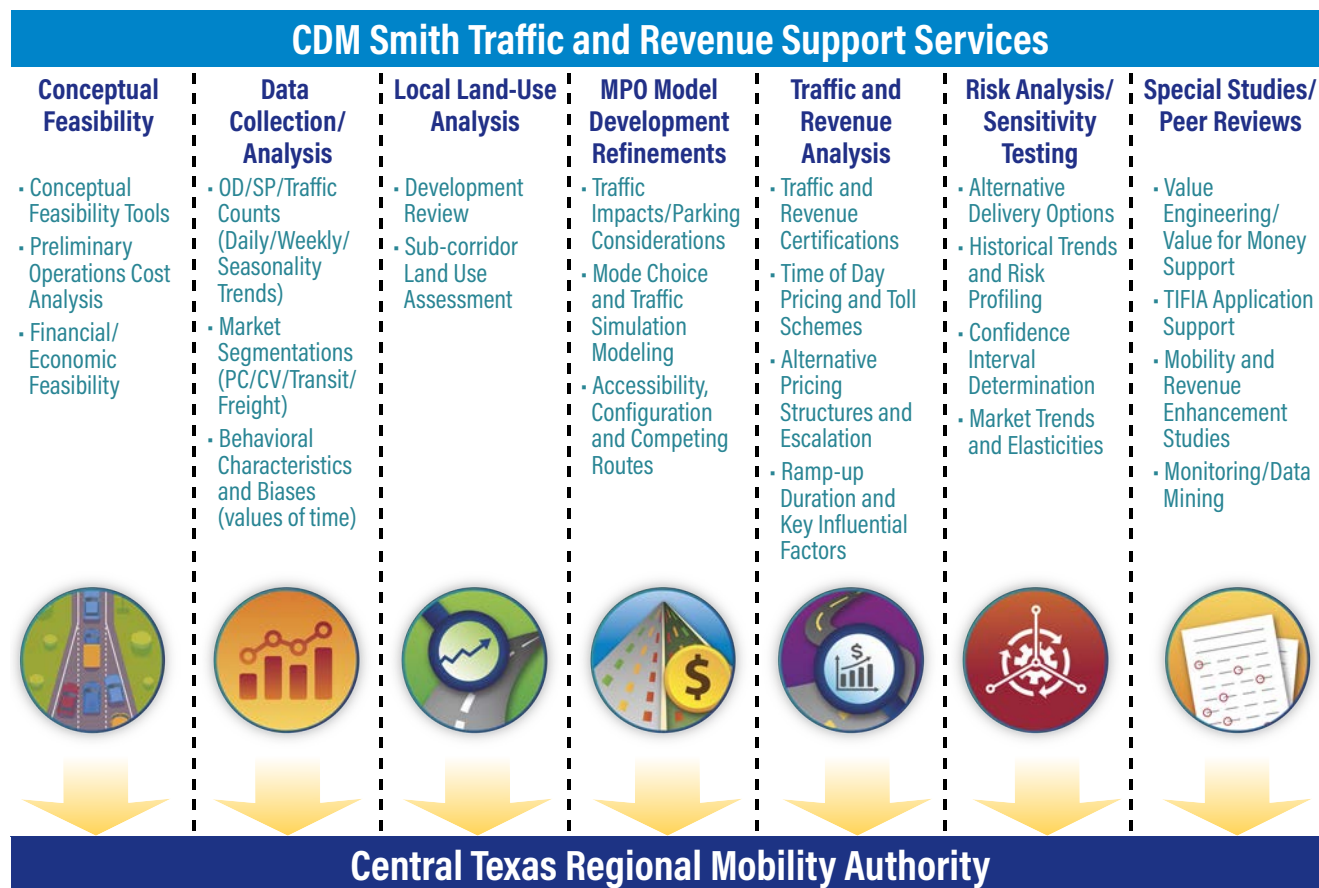 CDM Smith Traffic and Revenue Support Services
Conceptual
Feasibility
· Conceptual
Feasibility Tools
· Preliminary
Operations Cost
Analysis
· Financial/
Economic
Feasibility
Data
Collection/
Analysis
· OD/SP/Traffic
Counts
(Daily/Weekly/
Seasonality
Trends)
· Market
Segmentations
(PC/CV/Transit/
Freight)
· Behavioral
Characteristics
and Biases
(values of time)
Local Land-Use
Analysis
· Development
Review
· Sub-corridor
Land Use
Assessment
MPO Model
Development
Refinements
· Traffic
Impacts/Parking
Considerations
· Mode Choice
and Traffic
Simulation
Modeling
· Accessibility,
Configuration
and Competing
Routes
$
Traffic and
Revenue
Analysis
· Traffic and
Revenue
Certifications
· Time of Day
Pricing and Toll
Schemes
· Alternative
Pricing
Structures and
Escalation
· Ramp-up
Duration and
Key Influential
Factors
$
Risk Analysis/
Sensitivity
Testing
· Alternative
Delivery Options
· Historical Trends
and Risk
Profiling
· Confidence
Interval
Determination
· Market Trends
and Elasticities
Special Studies/
Peer Reviews
· Value
Engineering/
Value for Money
Support
· TIFIA Application
Support
· Mobility and
Revenue
Enhancement
Studies
· Monitoring/Data
Mining
Central Texas Regional Mobility Authority